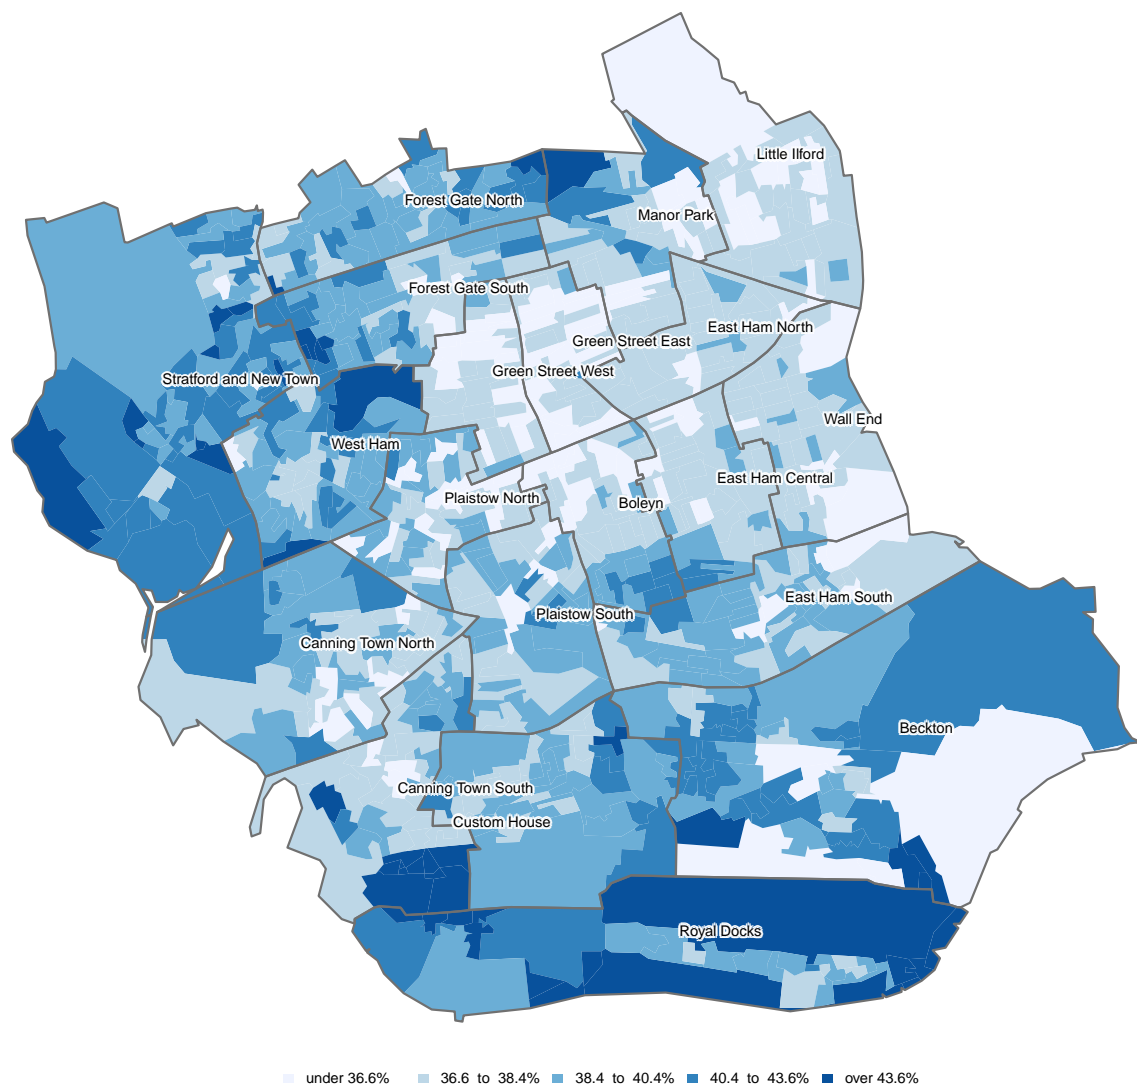 Little Ilford
Forest Gate North
Manor Park
Forest Gate South
East Ham North
Green Street East
Green Street West
Stratford and New Town
Wall End
West Ham
East Ham Central
Plaistow North
Boleyn
East Ham South
Plaistow South
Canning Town North
Beckton
Canning Town South
Custom House
Royal Docks
under 36.6% 36.6 to 38.4% 38.4 to 40.4% 40.4 to 43.6% over 43.6%